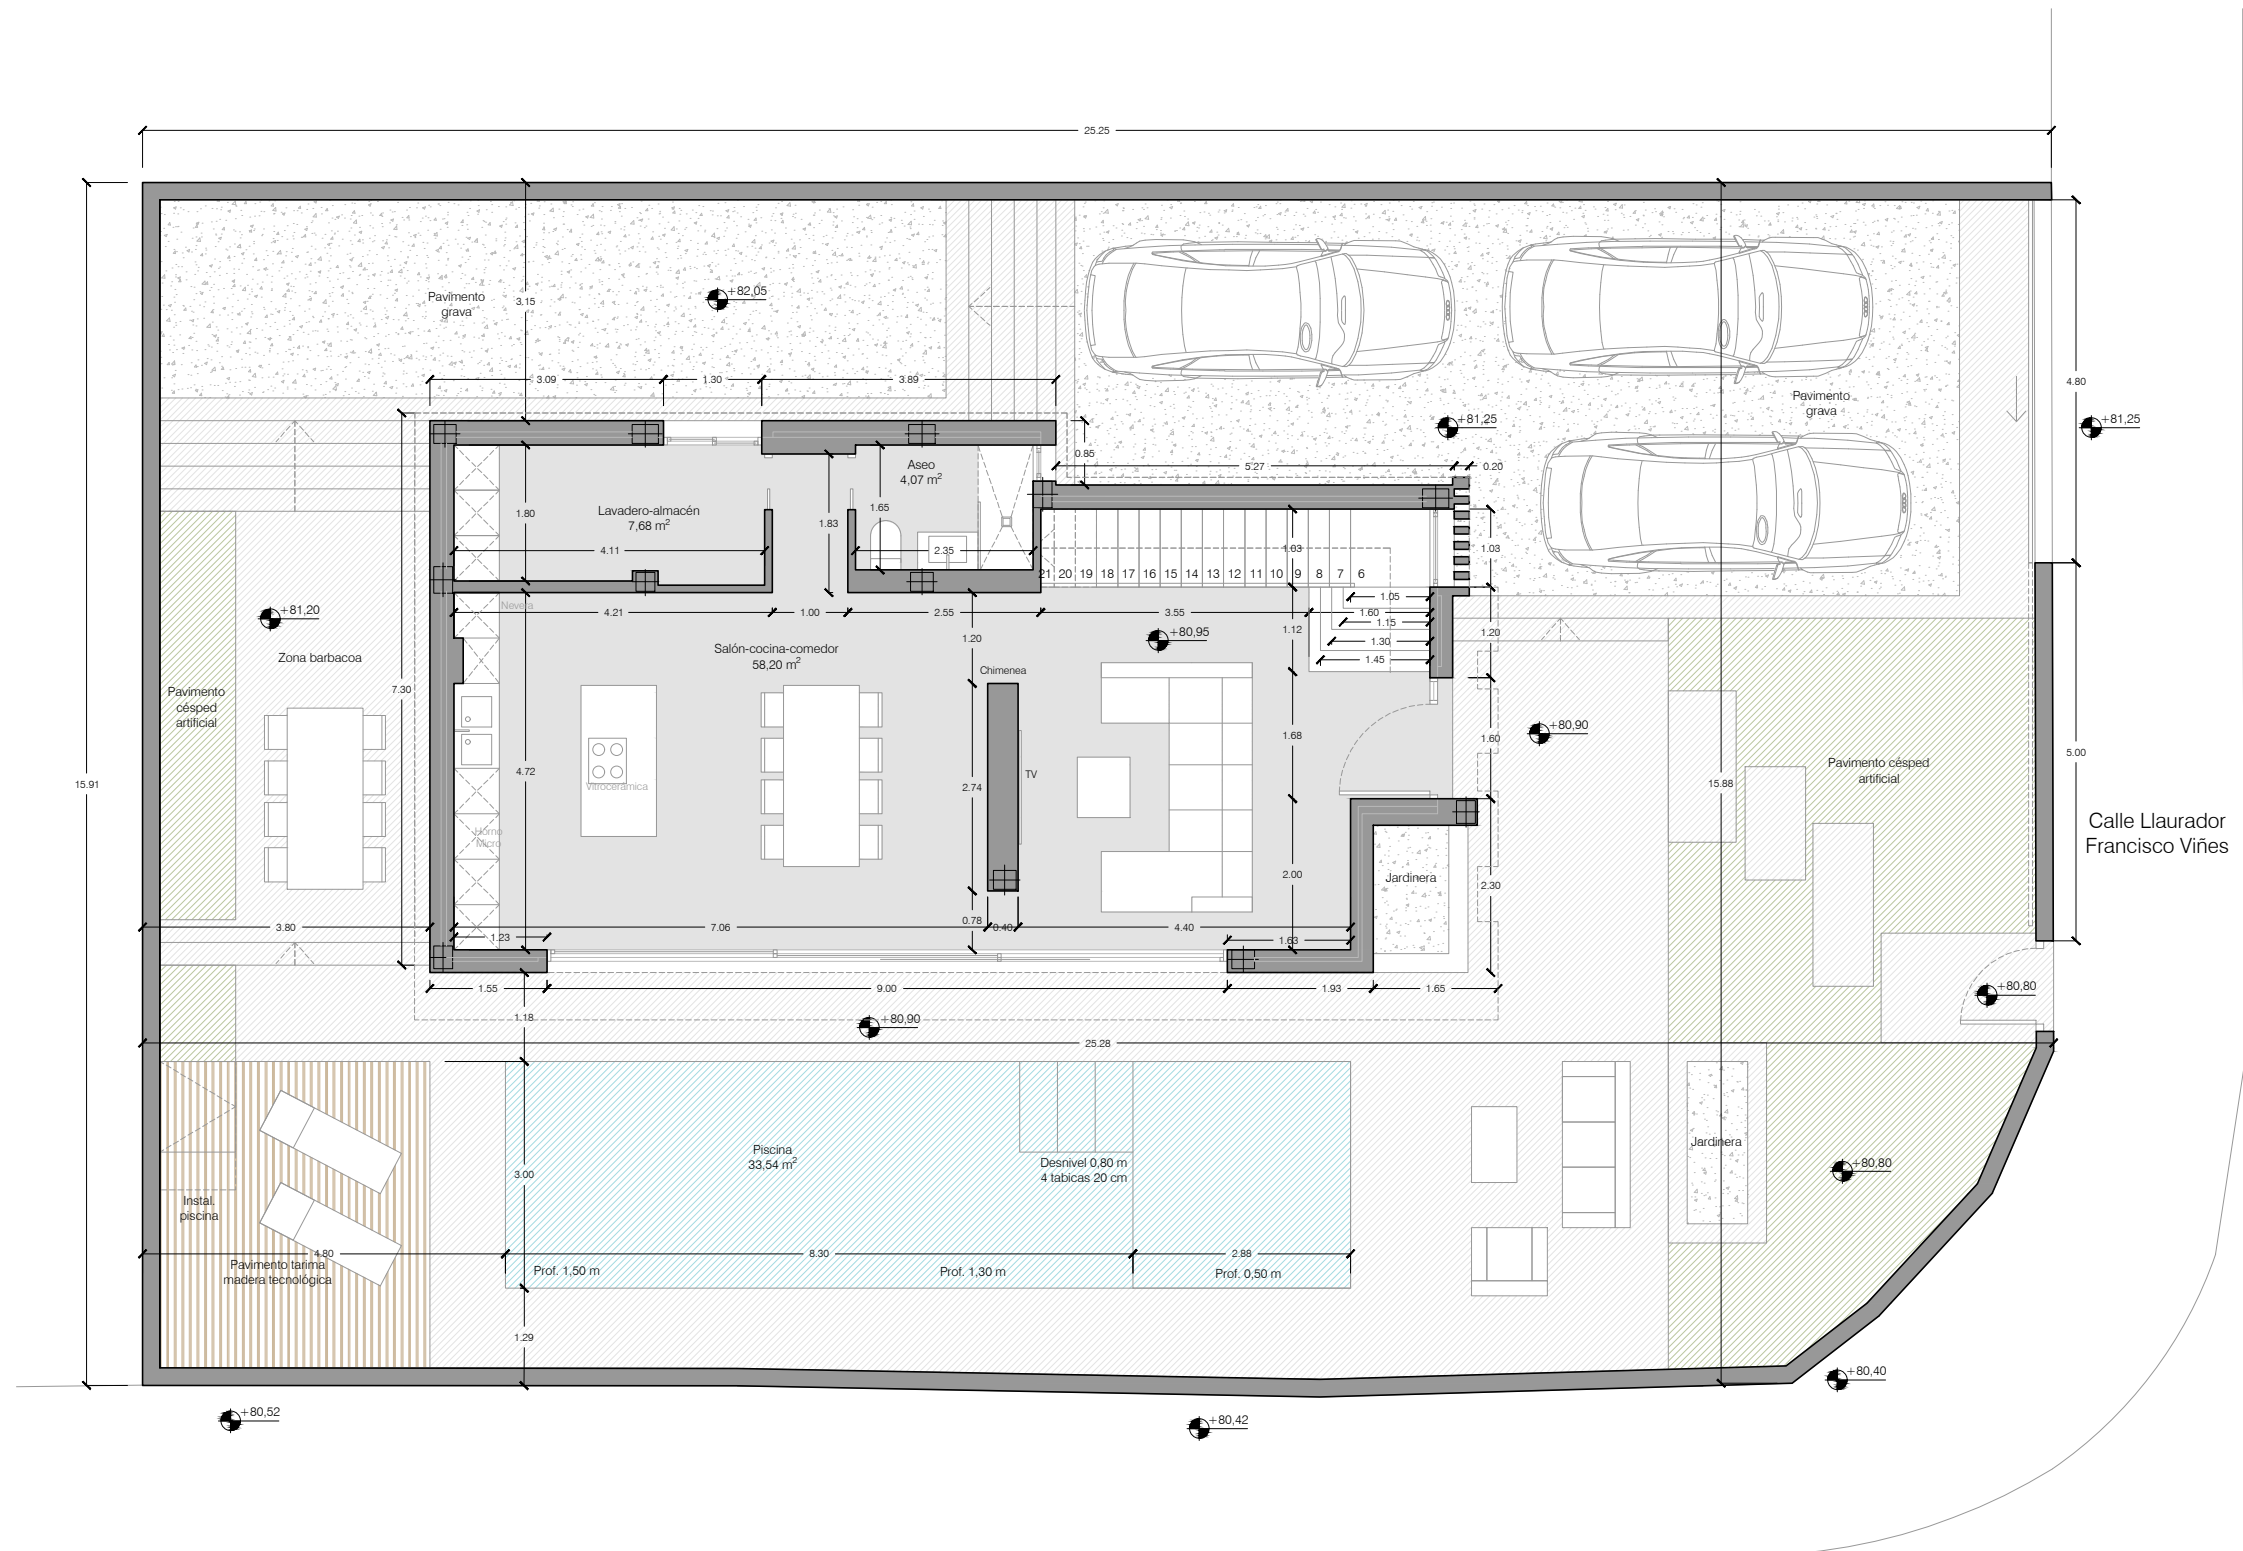 25.25
Pavimento
grava
3.15
+82,05
3.09
1.30
3.89
Pavimento
grava
4.80
+81,25
+81,25
0.85
5.27
0.20
Aseo
4,07 m²
1.80
Lavadero-almacén
7,68 m²
1.83
1.65
4.11
2.35
1.03
1.03
21 20 19 18 17 16 15 14 13 12 11 10 9 8 7 6
+81,20
Nevera
4.21
1.00
2.55
3.55
1.05
1.60
1.15
1.30
1.45
1.12
1.20
1.20
+80,95
Zona barbacoa
Salón-cocina-comedor
58,20 m²
Chimenea
7.30
Pavimento
césped
artificial
+80,90
1.68
1.60
5.00
15.91
4.72
Vitrocerámica
2.74
TV
15.88
Pavimento césped
artificial
Calle Llaurador
Francisco Viñes
Horno
Micro
Jardinera
2.00
2.30
3.80
1.23
7.06
0.78
0.40
4.40
1.63
1.55
9.00
1.93
1.65
+80,80
1.18
+80,90
25.28
Piscina
33,54 m²
Desnivel 0,80 m
4 tabicas 20 cm
Jardinera
+80,80
3.00
Instal.
piscina
4.80
8.30
2.88
Pavimento tarima
madera tecnológica
Prof. 1,50 m
Prof. 1,30 m
Prof. 0,50 m
1.29
+80,40
+80,52
+80,42